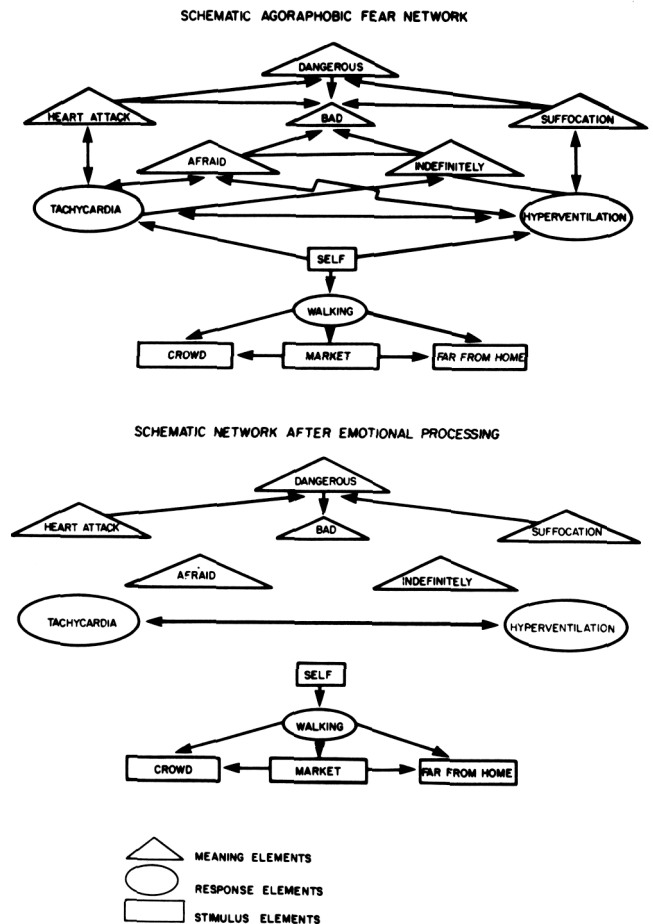 SCHEMATIC AGORAPHOBIC FEAR NETWORK
DANGEROUS
HEART ATTACK
BAD
SUFFOCATION
AFRAID
INDEFINITELY
TACHYCARDIA
HYPERVENTILATION
SELF
WALKING
CROWD
MARKET
FAR FROM HOME
SCHEMATIC NETWORK AFTER EMOTIONAL PROCESSING
DANGEROUS
HEART ATTACK
BAD
SUFFOCATION
AFRAID
INDEFINITELY
TACHYCARDIA
HYPERVENTILATION
SELF
WALKING
CROWD
MARKET
FAR FROM HOME
MEANING ELEMENTS
RESPONSE ELEMENTS
STIMULUS ELEMENTS